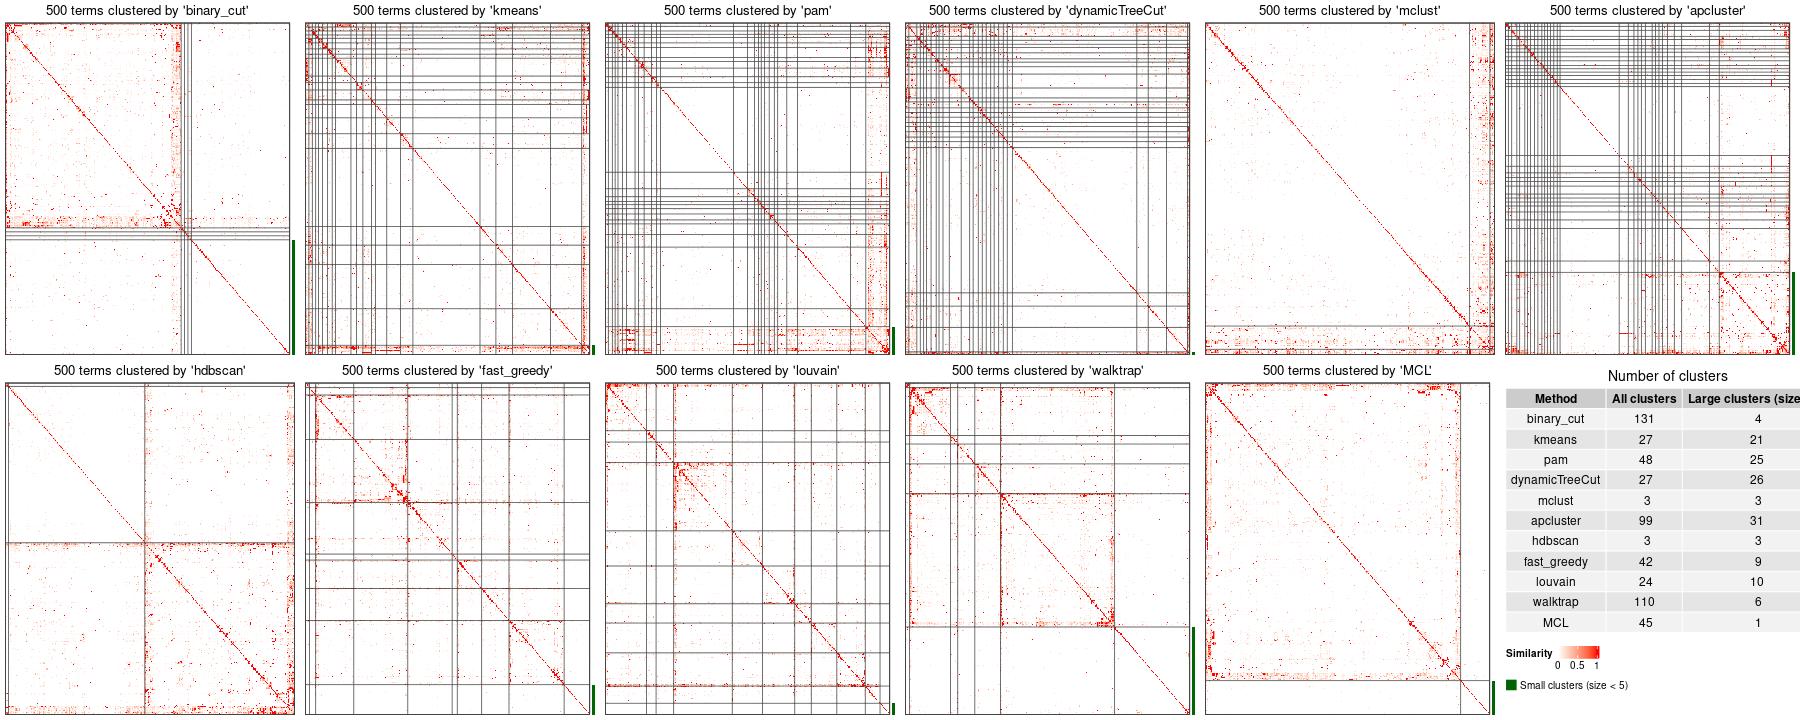 500 terms clustered by 'binary_cut'
500 terms clustered by 'kmeans'
500 terms clustered by 'pam'
500 terms clustered by 'dynamicTreeCut'
500 terms clustered by 'mclust'
500 terms clustered by 'apcluster'
500 terms clustered by 'hdbscan'
500 terms clustered by 'fast_greedy'
500 terms clustered by 'louvain'
500 terms clustered by 'walktrap'
500 terms clustered by 'MCL'
Number of clusters
Method All clusters Large clusters (size
binary_cut 131 4
kmeans 27 21
pam 48 25
dynamicTreeCut 27 26
mclust 3 3
apcluster 99 31
hdbscan 3 3
fast_greedy 42 9
louvain 24 10
walktrap 110 6
MCL 45 1
Similarity
0 0.5 1
Small clusters (size < 5)